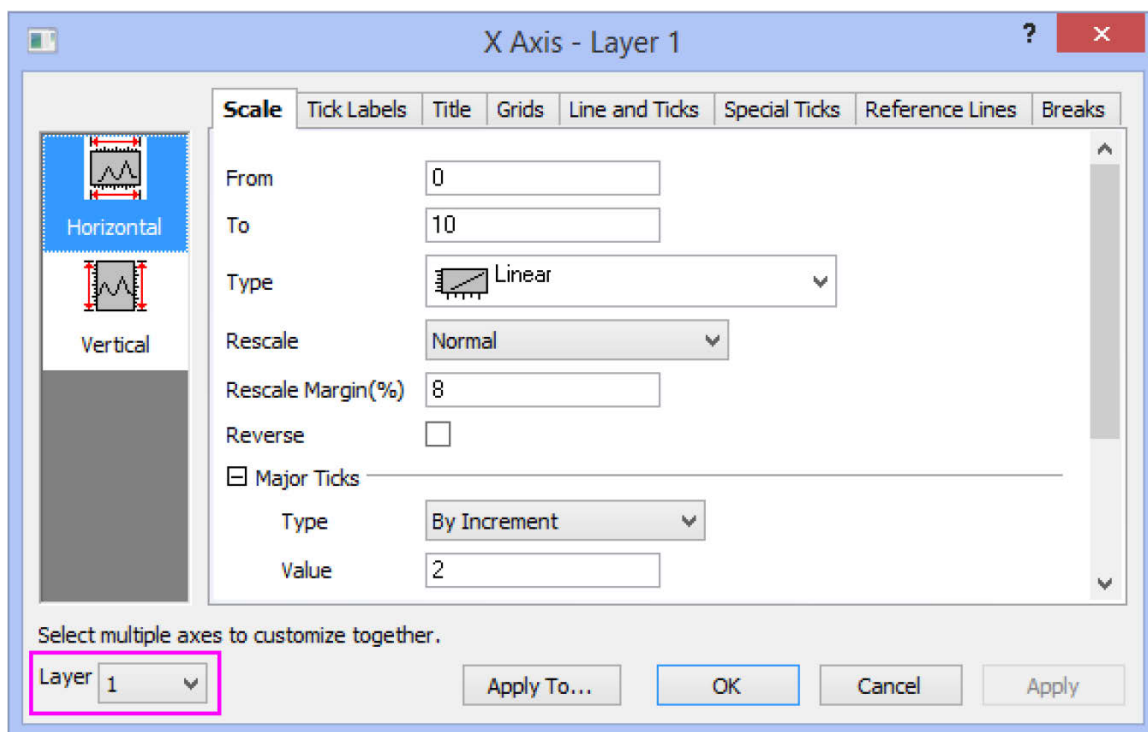 X Axis - Layer 1
?
Scale Tick Labels Title Grids Line and Ticks Special Ticks Reference Lines Breaks
Horizontal
Vertical
From 0
To 10
Type Linear
Rescale Normal
Rescale Margin(%) 8
Reverse
Major Ticks
Type By Increment
Value 2
Select multiple axes to customize together.
Layer 1 Apply To... OK Cancel Apply